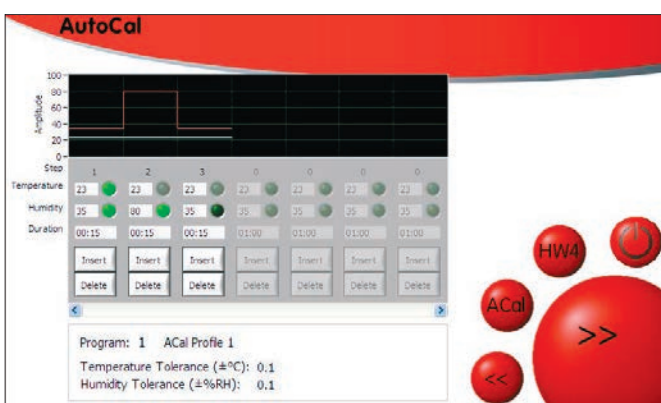 AutoCal
100
80
60
40
20
0
Amplitude
Step 1 2 3 0 0 0 0
Temperature 23 23 23 23 23 23 23
Humidity 35 80 35 35 35 35 35
Duration 00:15 00:15 00:15 01:00 01:00 01:00 01:00
Insert Insert Insert Insert Insert Insert Insert
Delete Delete Delete Delete Delete Delete Delete
Program: 1 ACal Profile 1
Temperature Tolerance (±°C): 0.1
Humidity Tolerance (±%RH): 0.1
HW4
ACal
>>
<<